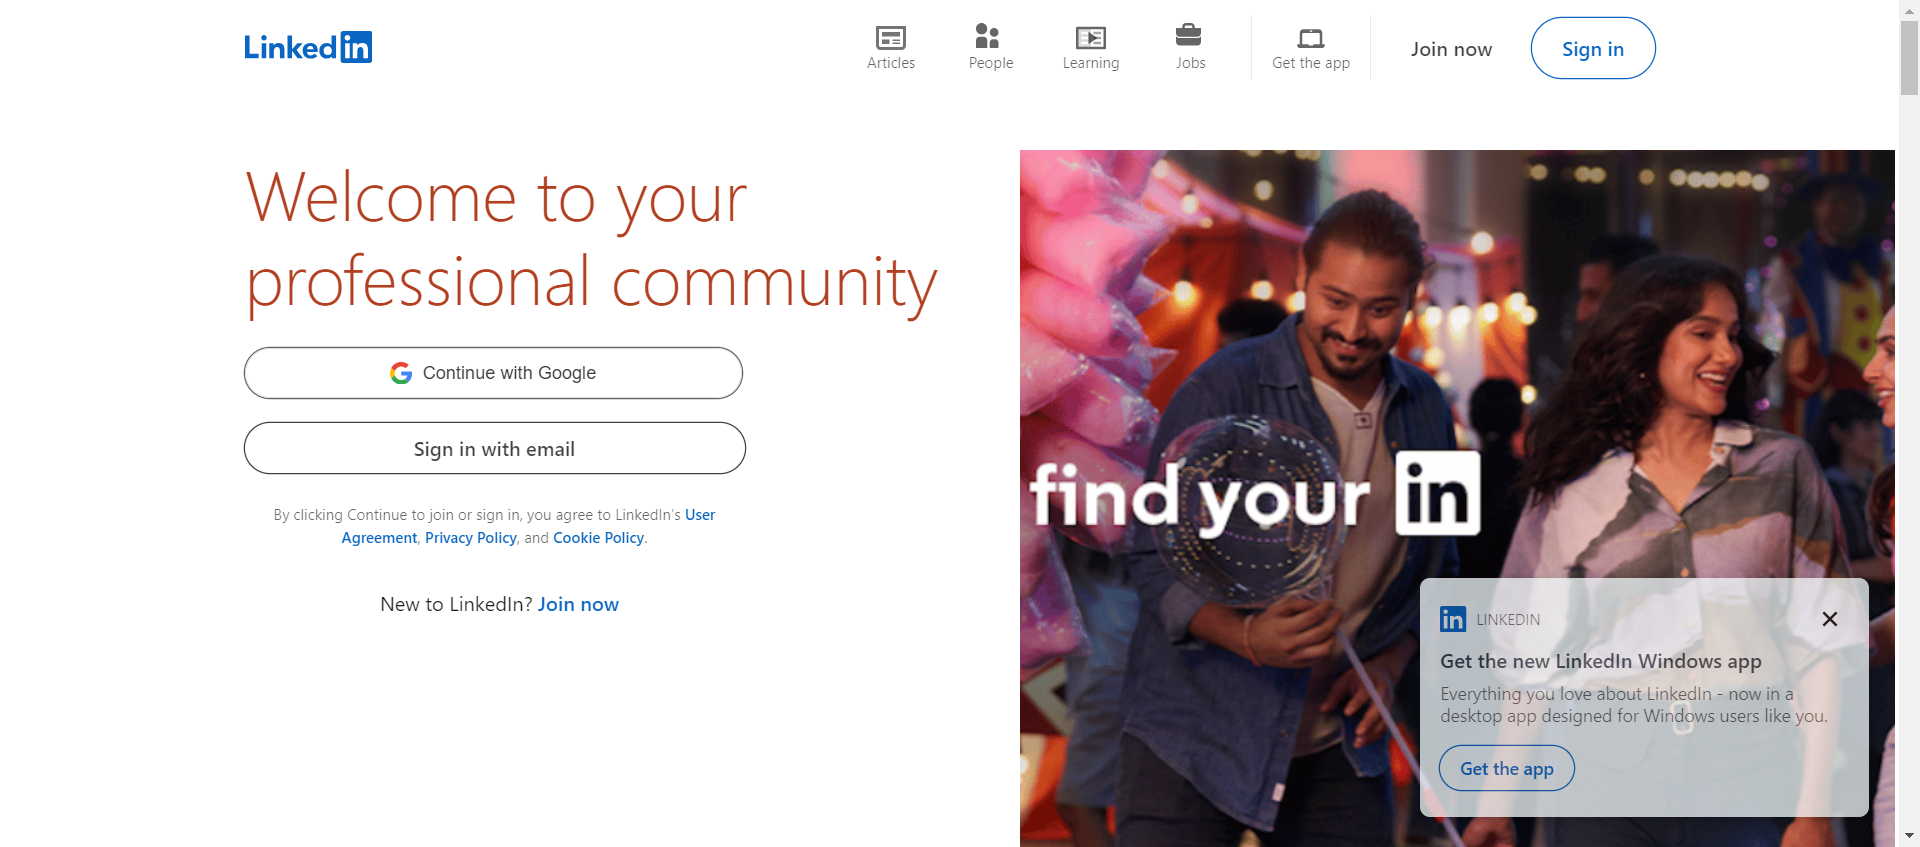 Linked in
Articles
People
Learning
Jobs
Get the app
Join now
Sign in
Welcome to your
professional community
Continue with Google
Sign in with email
By clicking Continue to join or sign in, you agree to LinkedIn's User
Agreement, Privacy Policy, and Cookie Policy.
New to LinkedIn? Join now
find your in
in LINKEDIN
Get the new LinkedIn Windows app
Everything you love about LinkedIn - now in a
desktop app designed for Windows users like you.
Get the app